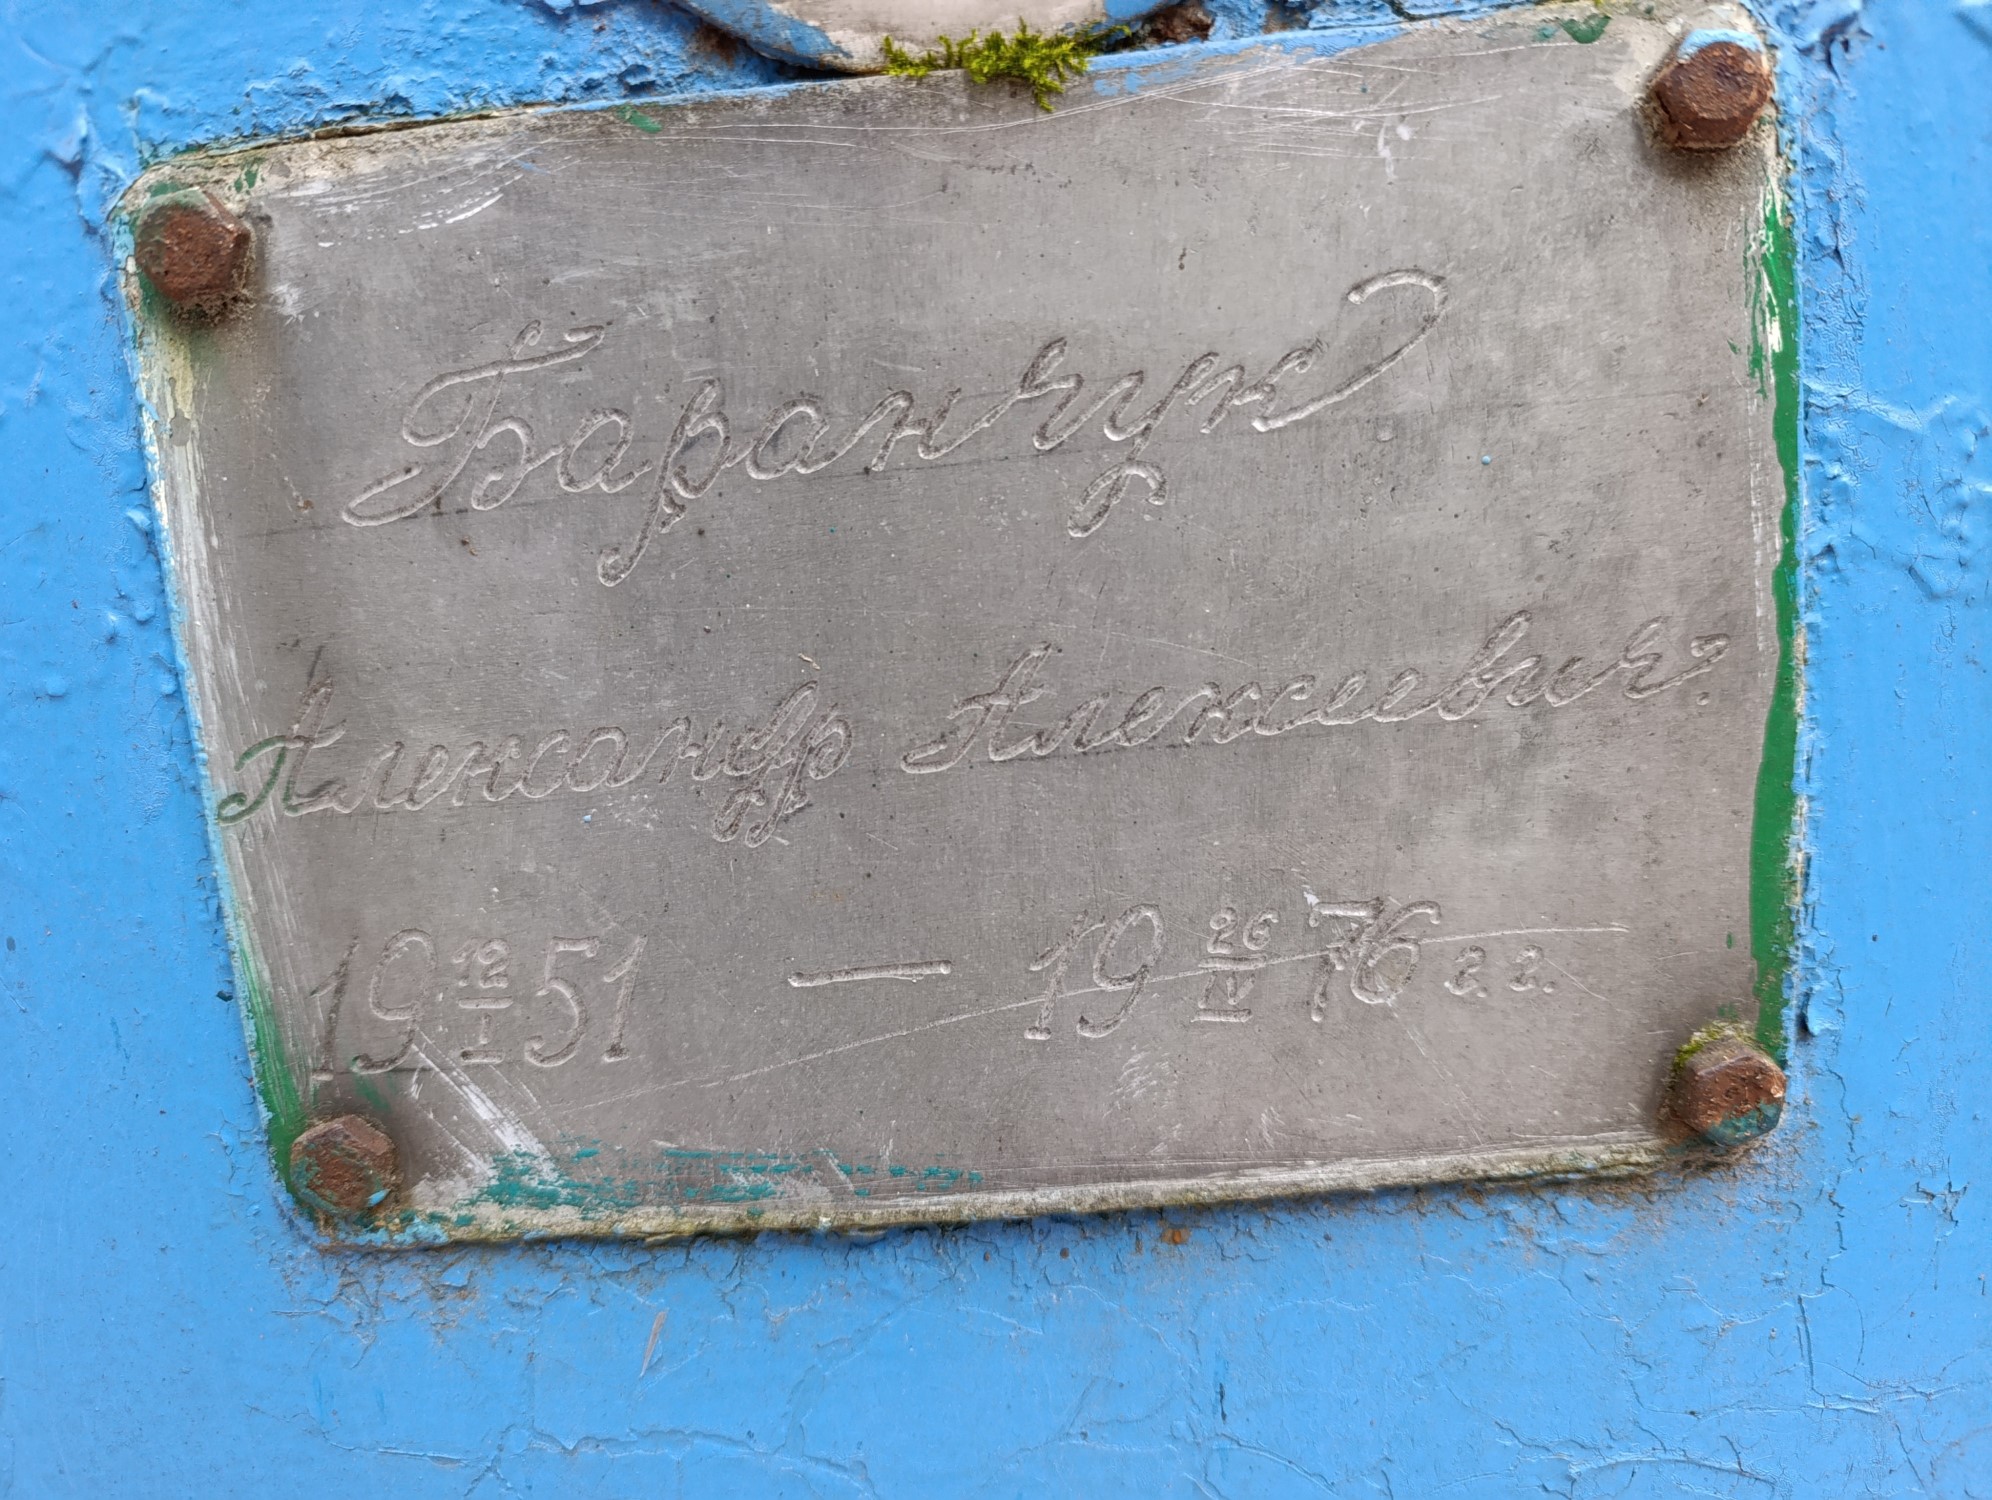 Баранчук
Александр Алексеевич
19 12/I 51 — 19 26/IV 76 г.г.